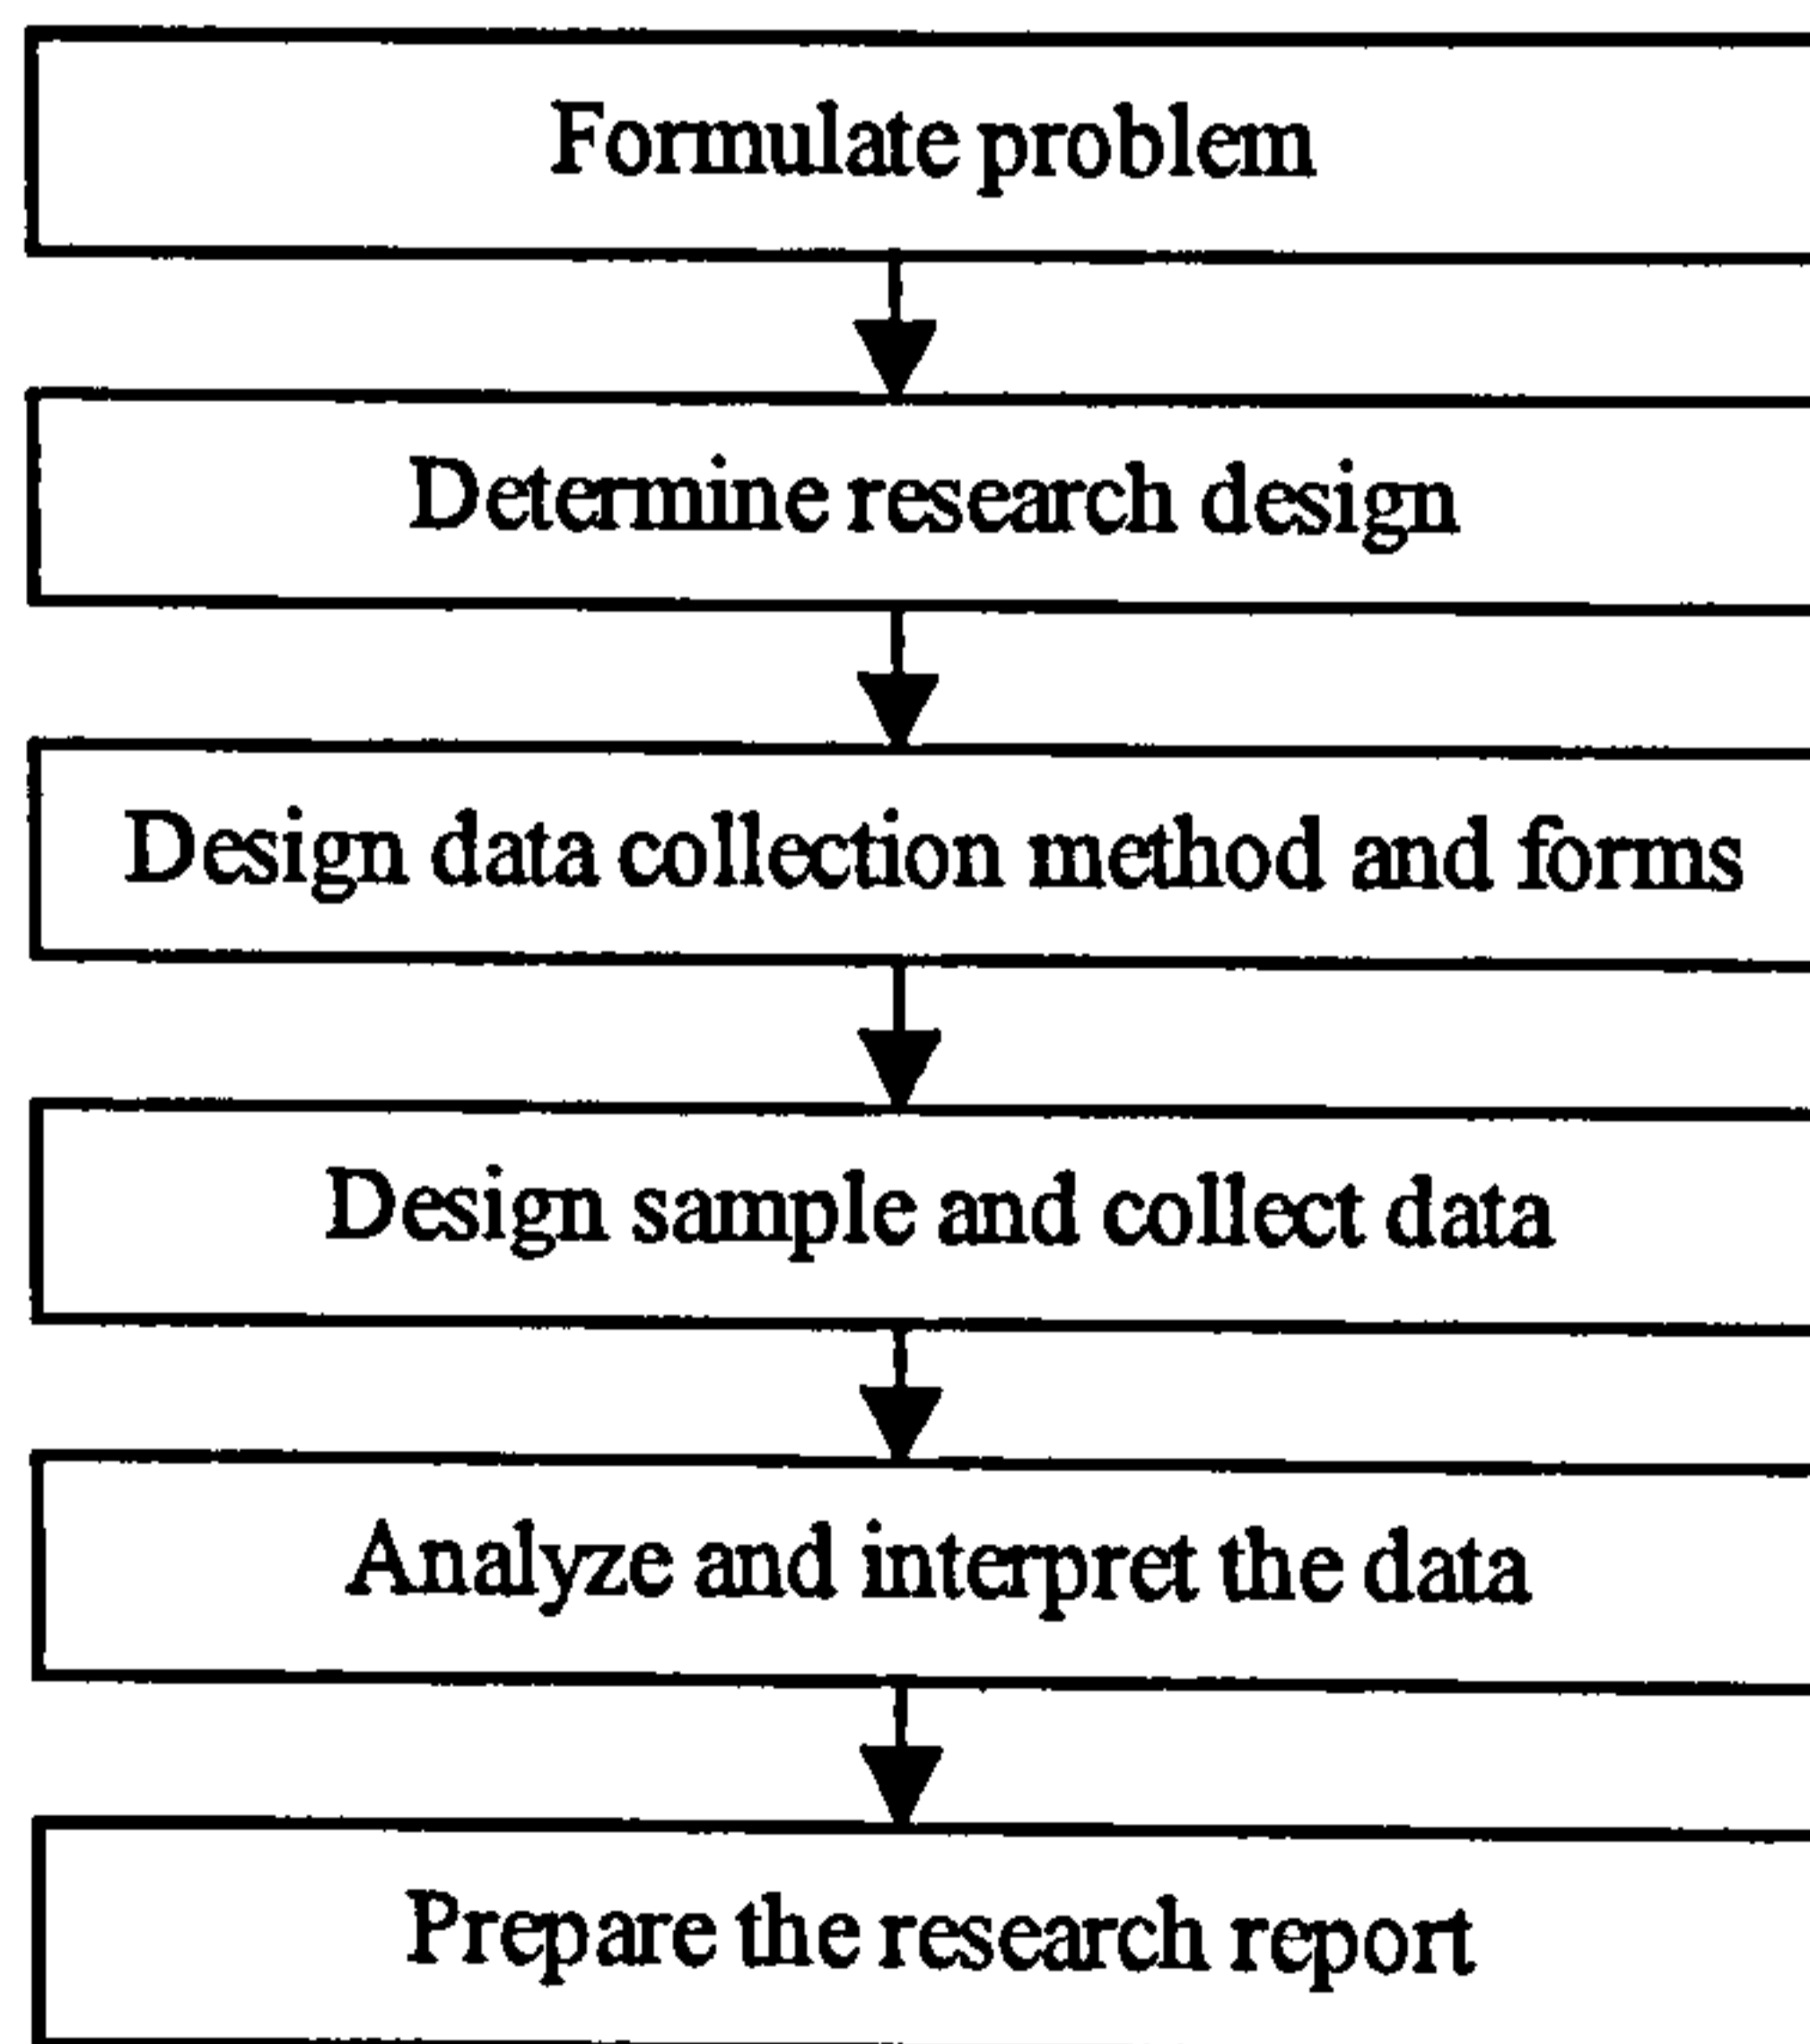 Formulate problem
Determine research design
Design data collection method and forms
Design sample and collect data
Analyze and interpret the data
Prepare the research report